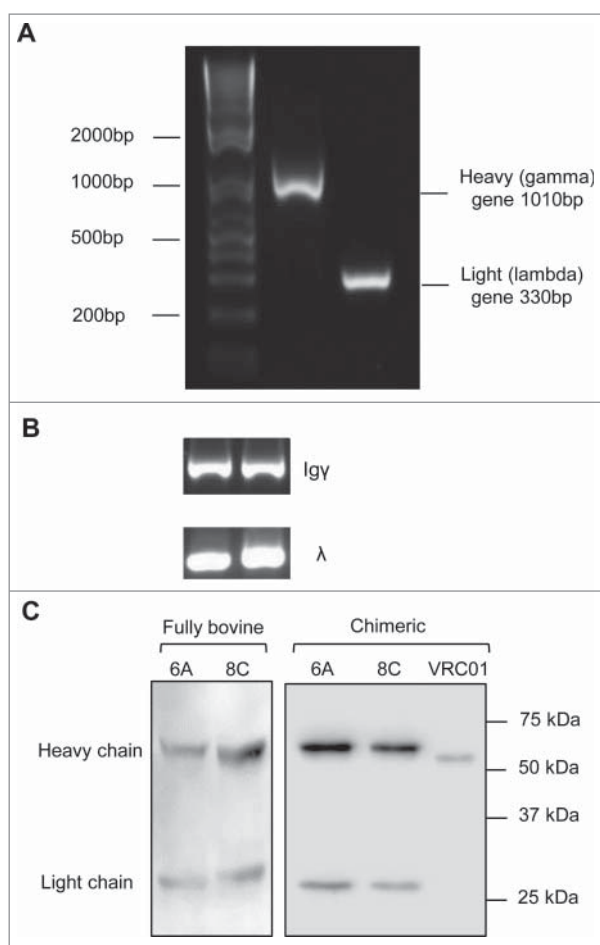 A
2000bp
1000bp
500bp
200bp
Heavy (gamma)
gene 1010bp
Light (lambda)
gene 330bp
B
Igγ
λ
C
Fully bovine
Chimeric
6A 8C
6A 8C VRC01
Heavy chain
Light chain
75 kDa
50 kDa
37 kDa
25 kDa